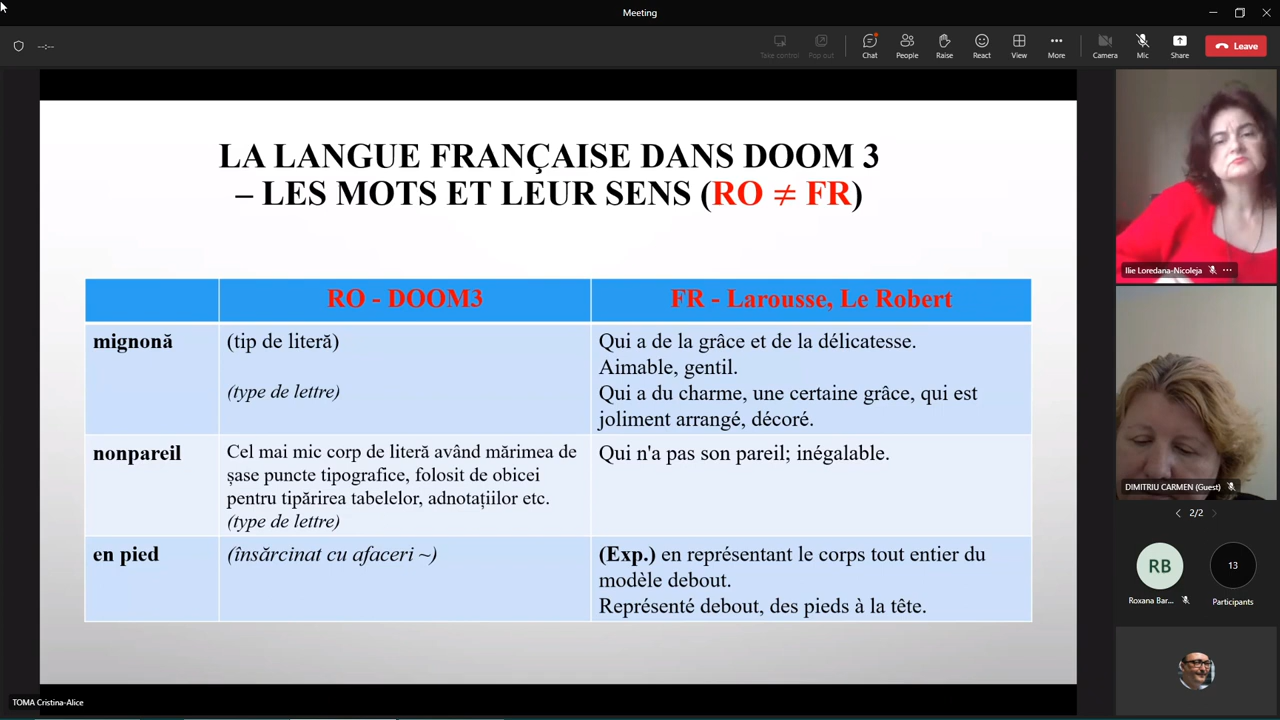 Meeting
--:--
Take control
Pop out
Chat
People
Raise
React
View
More
Camera
Mic
Share
Leave
LA LANGUE FRANÇAISE DANS DOOM 3
– LES MOTS ET LEUR SENS (RO ≠ FR)
RO - DOOM3
FR - Larousse, Le Robert
mignonă
(tip de literă)
(type de lettre)
Qui a de la grâce et de la délicatesse.
Aimable, gentil.
Qui a du charme, une certaine grâce, qui est
joliment arrangé, décoré.
nonpareil
Cel mai mic corp de literă având mărimea de
șase puncte tipografice, folosit de obicei
pentru tipărirea tabelelor, adnotațiilor etc.
(type de lettre)
Qui n'a pas son pareil; inégalable.
en pied
(însărcinat cu afaceri ~)
(Exp.) en représentant le corps tout entier du
modèle debout.
Représenté debout, des pieds à la tête.
TOMA Cristina-Alice
Ilie Loredana-Nicoleja
DIMITRIU CARMEN (Guest)
2/2
RB
Roxana Bar...
13
Participants